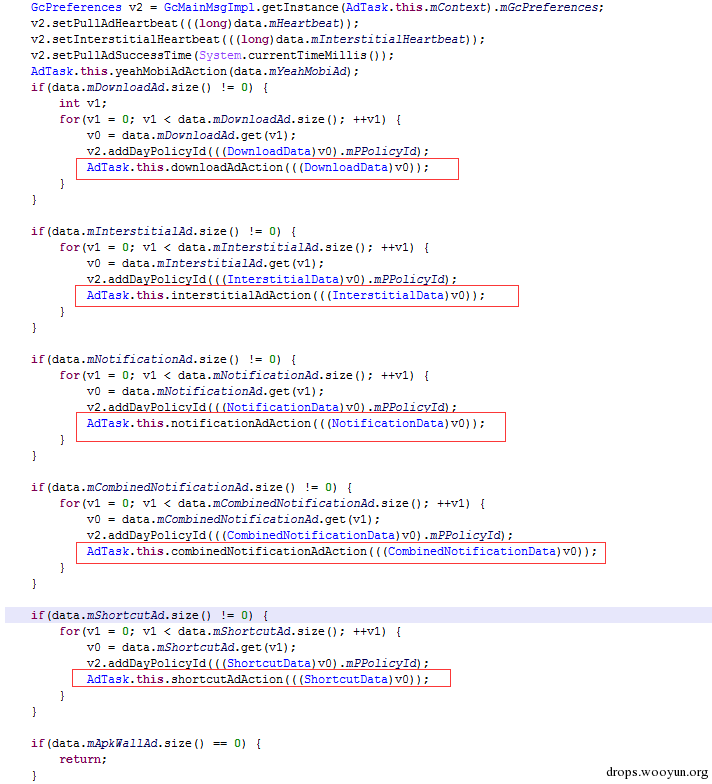 GcPreferences v2 = GcMainMsgImpl.getInstance(AdTask.this.mContext).mGcPreferences;
v2.setPullAdHeartbeat(((long)data.mHeartbeat));
v2.setInterstitialHeartbeat(((long)data.mInterstitialHeartbeat));
v2.setPullAdSuccessTime(System.currentTimeMillis());
AdTask.this.yeahMobiAdAction(data.mYeahMobiAd);
if(data.mDownloadAd.size() != 0) {
int v1;
for(v1 = 0; v1 < data.mDownloadAd.size(); ++v1) {
v0 = data.mDownloadAd.get(v1);
v2.addDayPolicyId(((DownloadData)v0).mPPolicyId);
AdTask.this.downloadAdAction(((DownloadData)v0));
}
}
if(data.mInterstitialAd.size() != 0) {
for(v1 = 0; v1 < data.mInterstitialAd.size(); ++v1) {
v0 = data.mInterstitialAd.get(v1);
v2.addDayPolicyId(((InterstitialData)v0).mPPolicyId);
AdTask.this.interstitialAdAction(((InterstitialData)v0));
}
}
if(data.mNotificationAd.size() != 0) {
for(v1 = 0; v1 < data.mNotificationAd.size(); ++v1) {
v0 = data.mNotificationAd.get(v1);
v2.addDayPolicyId(((NotificationData)v0).mPPolicyId);
AdTask.this.notificationAdAction(((NotificationData)v0));
}
}
if(data.mCombinedNotificationAd.size() != 0) {
for(v1 = 0; v1 < data.mCombinedNotificationAd.size(); ++v1) {
v0 = data.mCombinedNotificationAd.get(v1);
v2.addDayPolicyId(((CombinedNotificationData)v0).mPPolicyId);
AdTask.this.combinedNotificationAdAction(((CombinedNotificationData)v0));
}
}
if(data.mShortcutAd.size() != 0) {
for(v1 = 0; v1 < data.mShortcutAd.size(); ++v1) {
v0 = data.mShortcutAd.get(v1);
v2.addDayPolicyId(((ShortcutData)v0).mPPolicyId);
AdTask.this.shortcutAdAction(((ShortcutData)v0));
}
}
if(data.mApkWallAd.size() == 0) {
return;
}
drops.wooyun.org